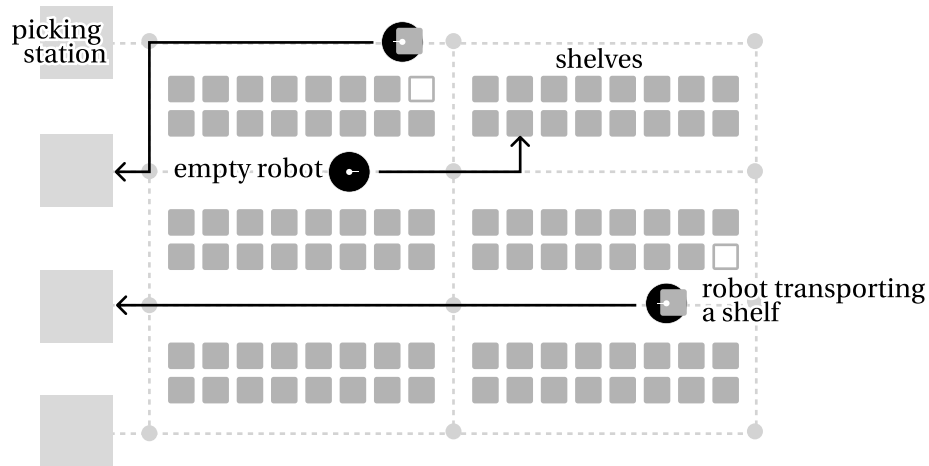 picking
station
shelves
empty robot
robot transporting
a shelf